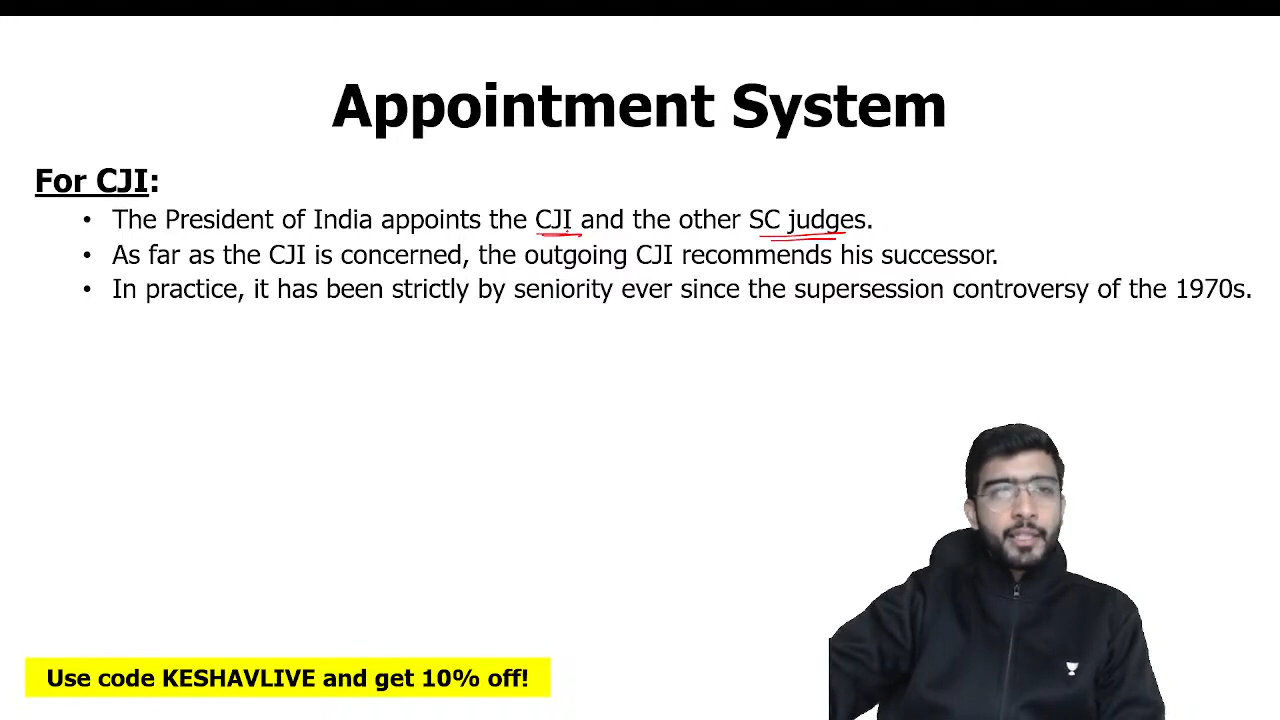 Appointment System
For CJI:
• The President of India appoints the CJI and the other SC judges.
• As far as the CJI is concerned, the outgoing CJI recommends his successor.
• In practice, it has been strictly by seniority ever since the supersession controversy of the 1970s.
Use code KESHAVLIVE and get 10% off!